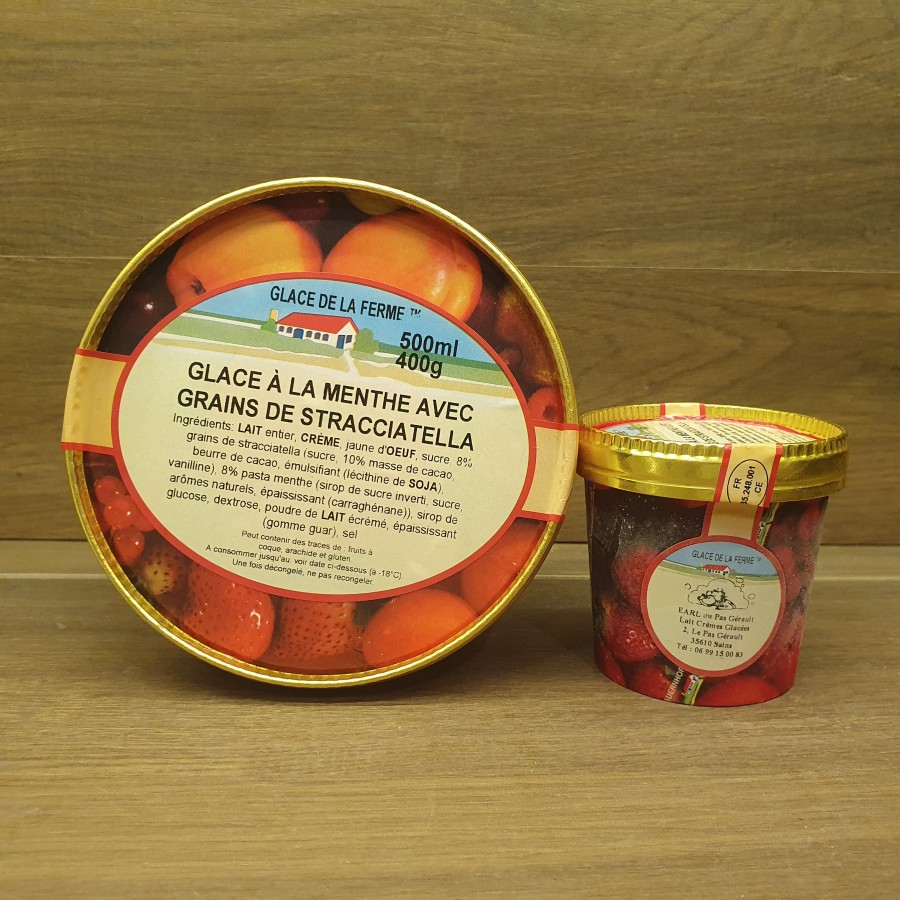 GLACE DE LA FERME ™
500ml
400g
GLACE À LA MENTHE AVEC
GRAINS DE STRACCIATELLA
Ingrédients: LAIT entier, CRÈME, jaune d'OEUF, sucre, 8%
grains de stracciatella (sucre, 10% masse de cacao,
beurre de cacao, émulsifiant (lécithine de SOJA),
vanilline), 8% pasta menthe (sirop de sucre inverti, sucre,
arômes naturels, épaississant (carraghénane)), sirop de
glucose, dextrose, poudre de LAIT écrémé, épaississant
(gomme guar), sel
Peut contenir des traces de : fruits à
coque, arachide et gluten.
A consommer jusqu'au: voir date ci-dessous (à -18°C).
Une fois décongelé, ne pas recongeler.
FR
35.248.001
CE
GLACE DE LA FERME ™
EARL du Pas Gérault
Lait Crèmes Glacées
2, Le Pas Gérault
35610 Sains
Tél : 06 99 15 00 83